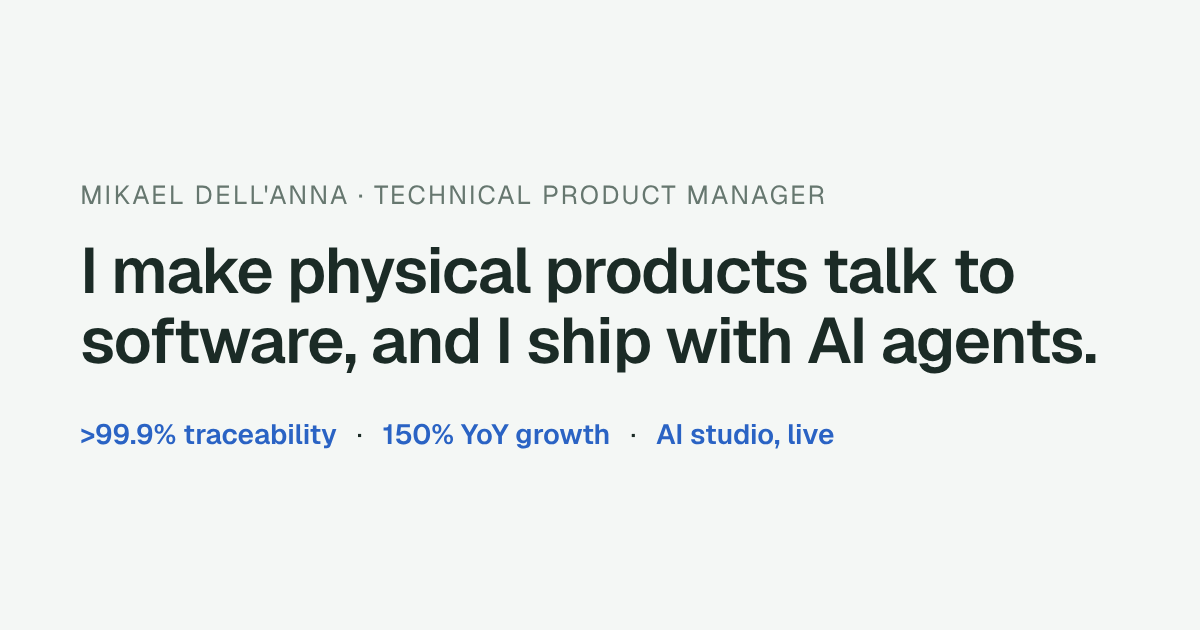 MIKAEL DELL'ANNA · TECHNICAL PRODUCT MANAGER
I make physical products talk to
software, and I ship with AI agents.
>99.9% traceability · 150% YoY growth · AI studio, live